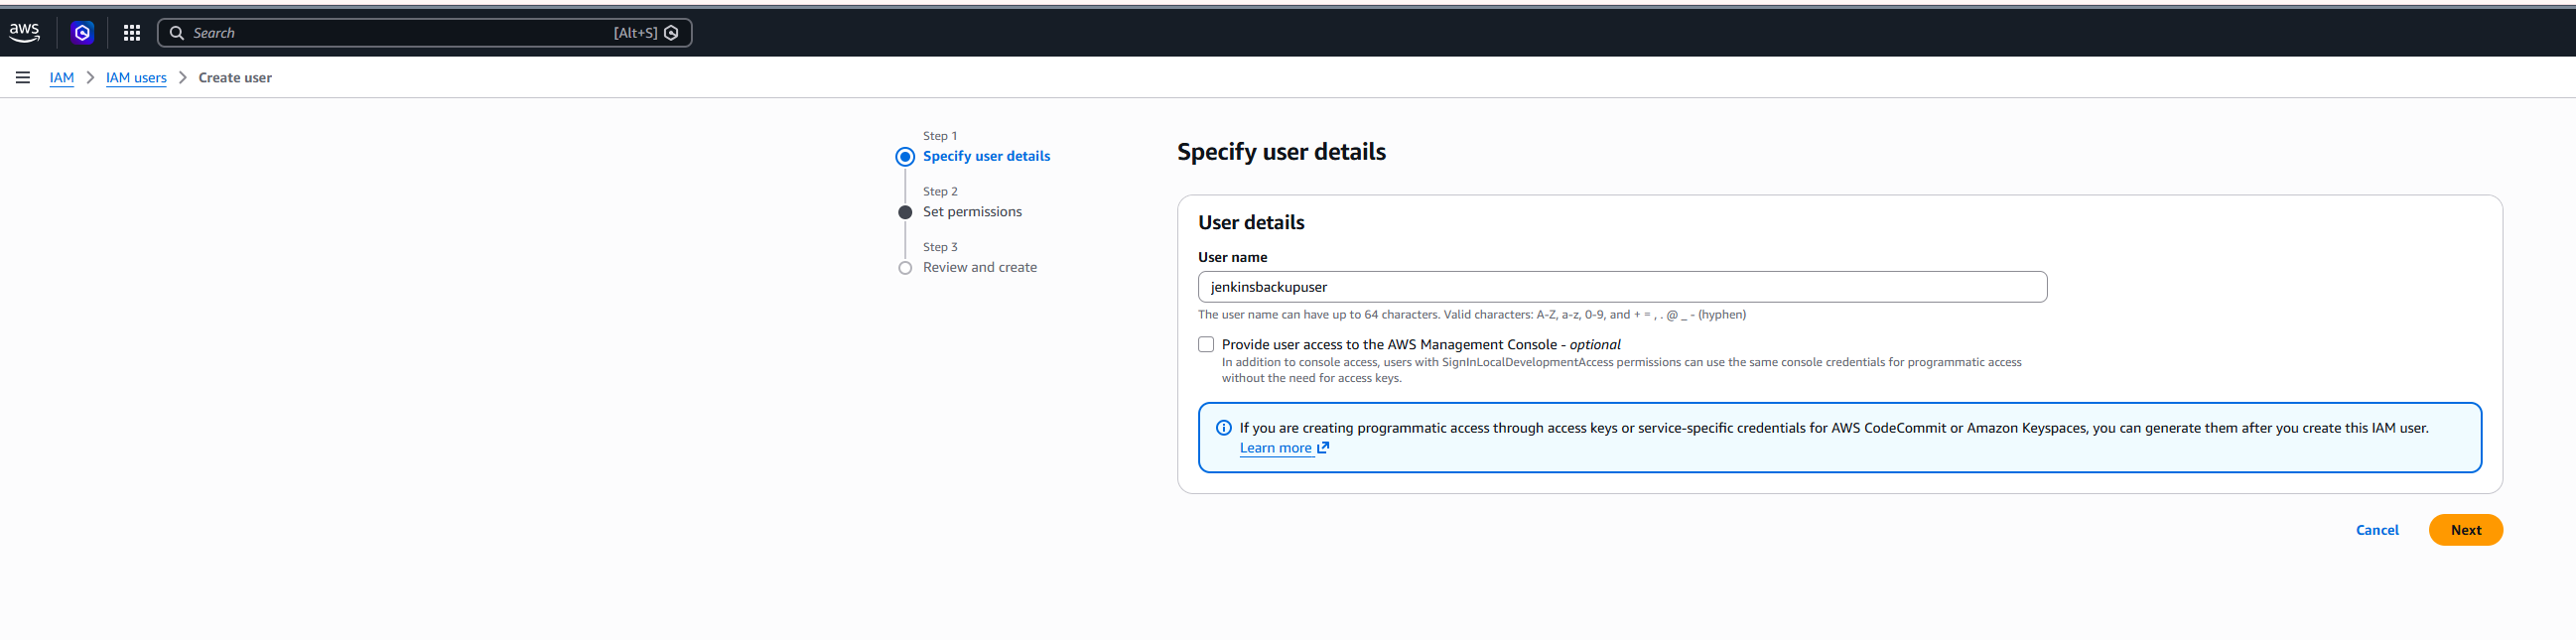 aws
Search [Alt+S]
IAM > IAM users > Create user
Step 1
Specify user details
Step 2
Set permissions
Step 3
Review and create
Specify user details
User details
User name
jenkinsbackupuser
The user name can have up to 64 characters. Valid characters: A-Z, a-z, 0-9, and + = , . @ _ - (hyphen)
Provide user access to the AWS Management Console - optional
In addition to console access, users with SignInLocalDevelopmentAccess permissions can use the same console credentials for programmatic access
without the need for access keys.
If you are creating programmatic access through access keys or service-specific credentials for AWS CodeCommit or Amazon Keyspaces, you can generate them after you create this IAM user.
Learn more
Cancel Next